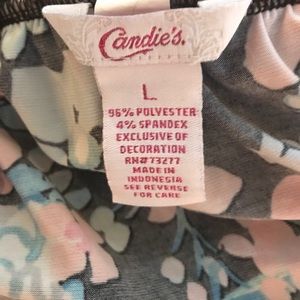 Candie's.
L
96% POLYESTER
4% SPANDEX
EXCLUSIVE OF
DECORATION
RN#73277
MADE IN
INDONESIA
SEE REVERSE
FOR CARE